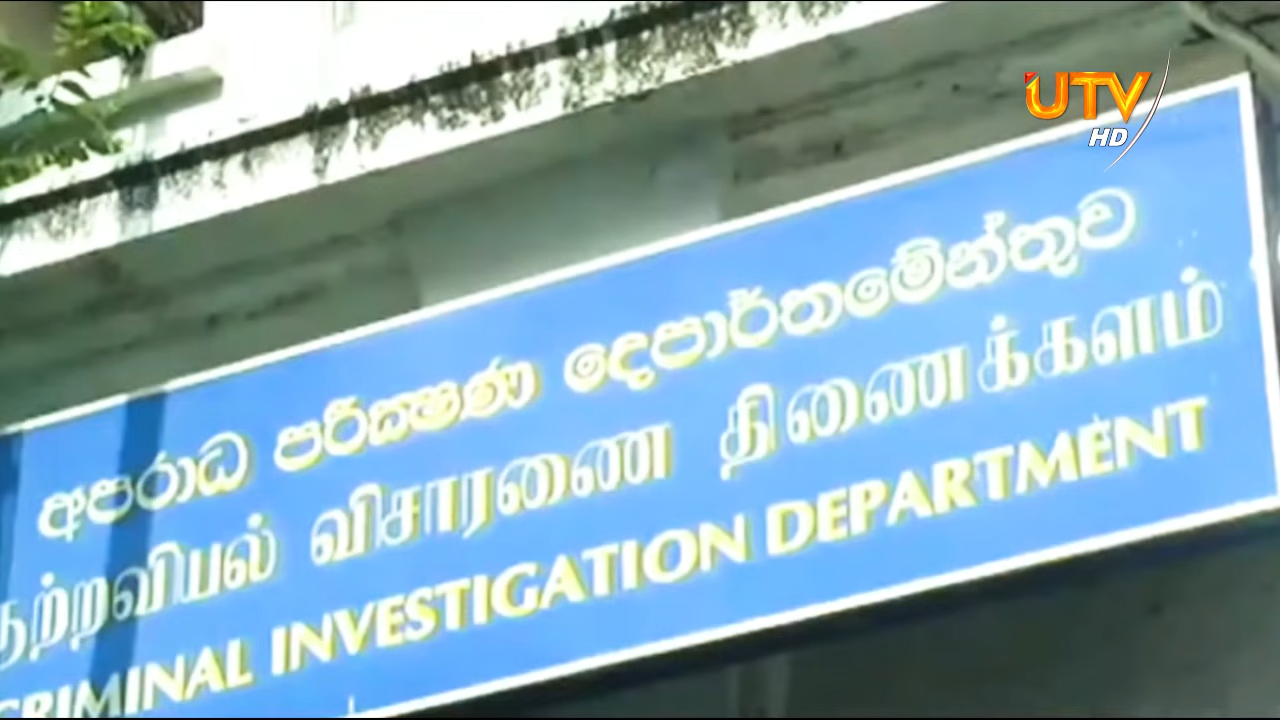 UTV
HD
අපරාධ පරීක්ෂණ දෙපාර්තමේන්තුව
குற்றவியல் விசாரணை திணைக்களம்
CRIMINAL INVESTIGATION DEPARTMENT